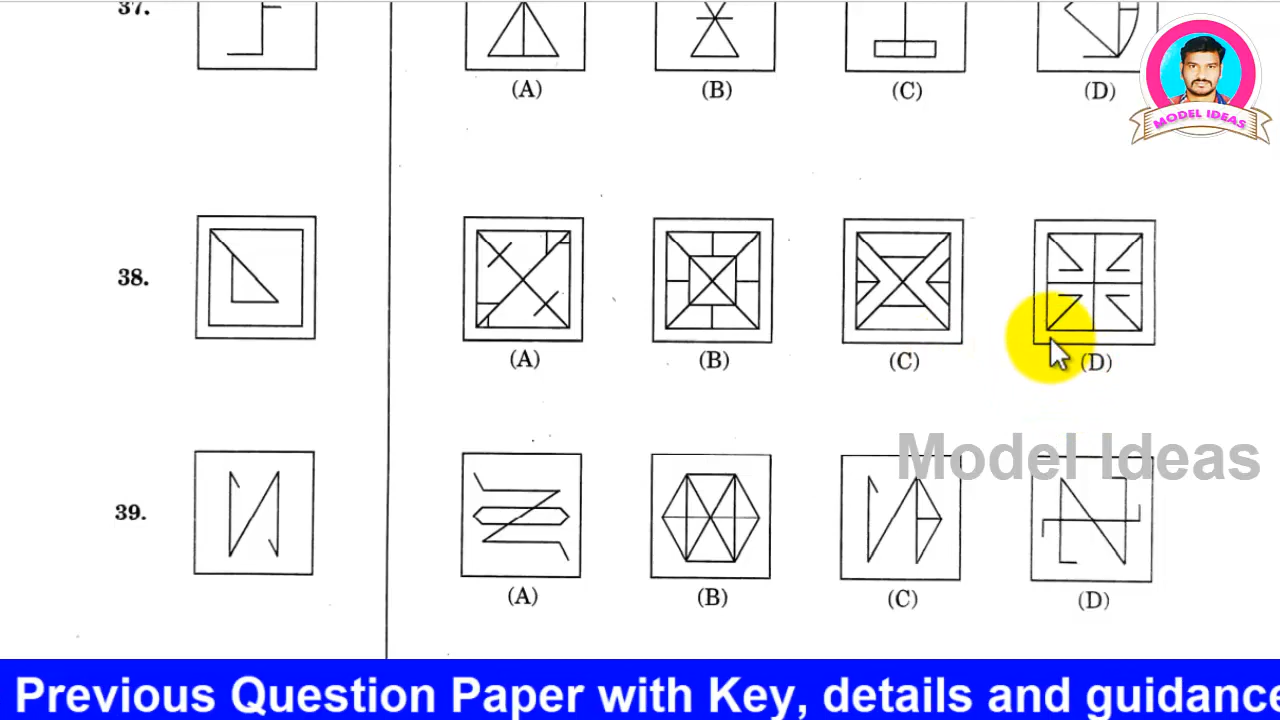 37.
(A) (B) (C) (D)
MODEL IDEAS
38.
(A) (B) (C) (D)
Model Ideas
39.
(A) (B) (C) (D)
Previous Question Paper with Key, details and guidance